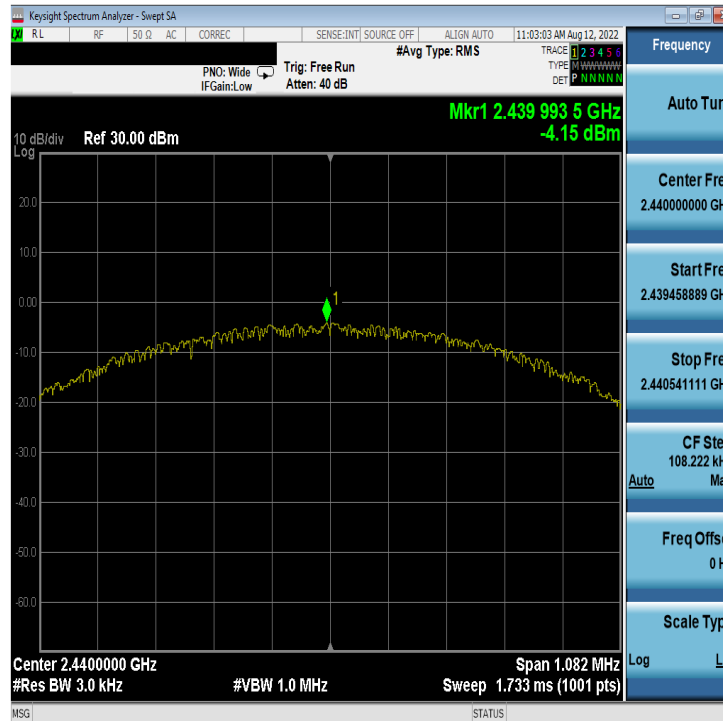 Keysight Spectrum Analyzer - Swept SA
RL RF 50 Ω AC CORREC SENSE:INT SOURCE OFF ALIGN AUTO 11:03:03 AM Aug 12, 2022
#Avg Type: RMS TRACE 1 2 3 4 5 6
PNO: Wide Trig: Free Run TYPE M WWWWW
IFGain:Low Atten: 40 dB DET P N N N N N
Mkr1 2.439 993 5 GHz
10 dB/div Ref 30.00 dBm -4.15 dBm
Log
20.0
10.0
0.00
1
-10.0
-20.0
-30.0
-40.0
-50.0
-60.0
Center 2.4400000 GHz Span 1.082 MHz
#Res BW 3.0 kHz #VBW 1.0 MHz Sweep 1.733 ms (1001 pts)
MSG STATUS
Frequency
Auto Tun
Center Fre
2.440000000 GH
Start Fre
2.439458889 GH
Stop Fre
2.440541111 GH
CF Ste
108.222 kH
Auto Ma
Freq Offs
0 H
Scale Typ
Log L